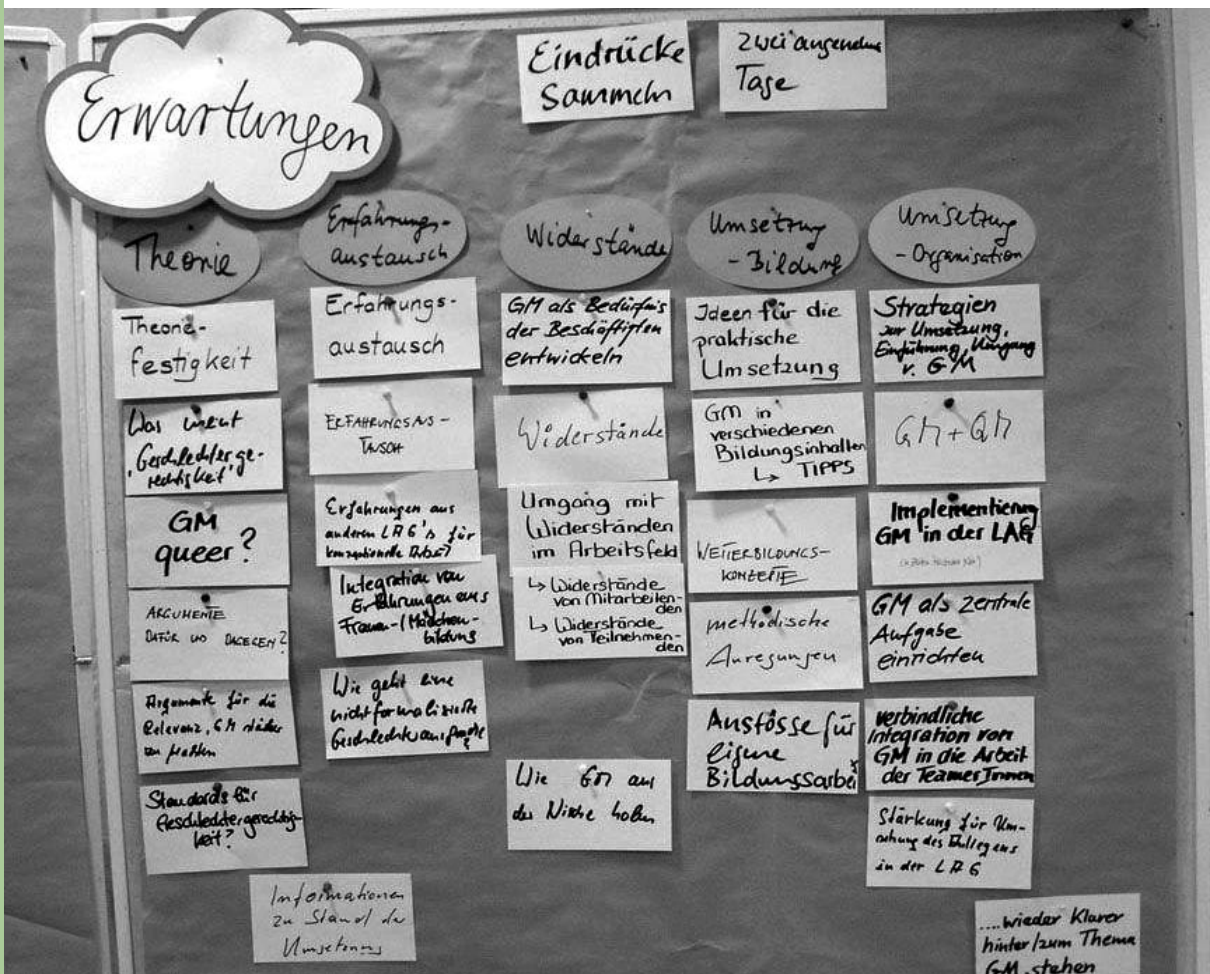 Erwartungen
Eindrücke
Sammeln
Zwei
Tage
Theorie
Theorie-
festigkeit
Was meint
'Geschlechterge-
rechtigkeit'
GM
queer?
ARGUMENTE
DAFÜR UND DAGEGEN?
Argumente für die
Relevanz, GM stärker
zu
Standards für
Geschlechtergerechtig-
keit?
Informationen
zu Stand der
Umsetzung
Erfahrungs-
austausch
Erfahrungs-
austausch
ERFAHRUNGSAUS-
TAUSCH
Erfahrungen aus
anderen LAG's für
konzeptionelle Arbeit
Integration von
Erfahrungen aus
Frauen-/Mädchen-
bildung
Wie geht eine
nicht formalisierte
Geschlechteransprache
?
Widerstände
GM als Bedürfnis
der Beschäftigten
entwickeln
Widerstände
Umgang mit
Widerständen
im Arbeitsfeld
↳ Widerstände
von Mitarbeiten-
den
↳ Widerstände
von Teilnehmen-
den
Wie GM aus
der Nische holen
Umsetzung
- Bildung
Ideen für die
praktische
Umsetzung
GM in
verschiedenen
Bildungsinhalten
↳ TIPPS
WEITERBILDUNGS-
KONZEPTE
methodische
Anregungen
Anstösse für
eigene
Bildungsarbeit
Umsetzung
- Organisation
Strategien
zur Umsetzung,
Einführung, Umgang
v. GM
GM + QM
Implementierung
GM in der LAG
GM als zentrale
Aufgabe
einrichten
verbindliche
Integration von
GM in die Arbeit
der TeamerInnen
Stärkung für Um-
setzung des
in der LAG
....wieder klarer
hinter/zum Thema
GM stehen